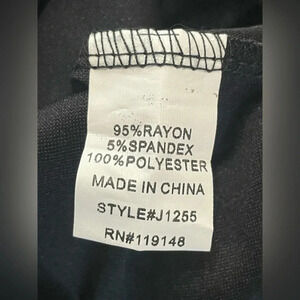 95%RAYON
5%SPANDEX
100%POLYESTER
MADE IN CHINA
STYLE#J1255
RN#119148